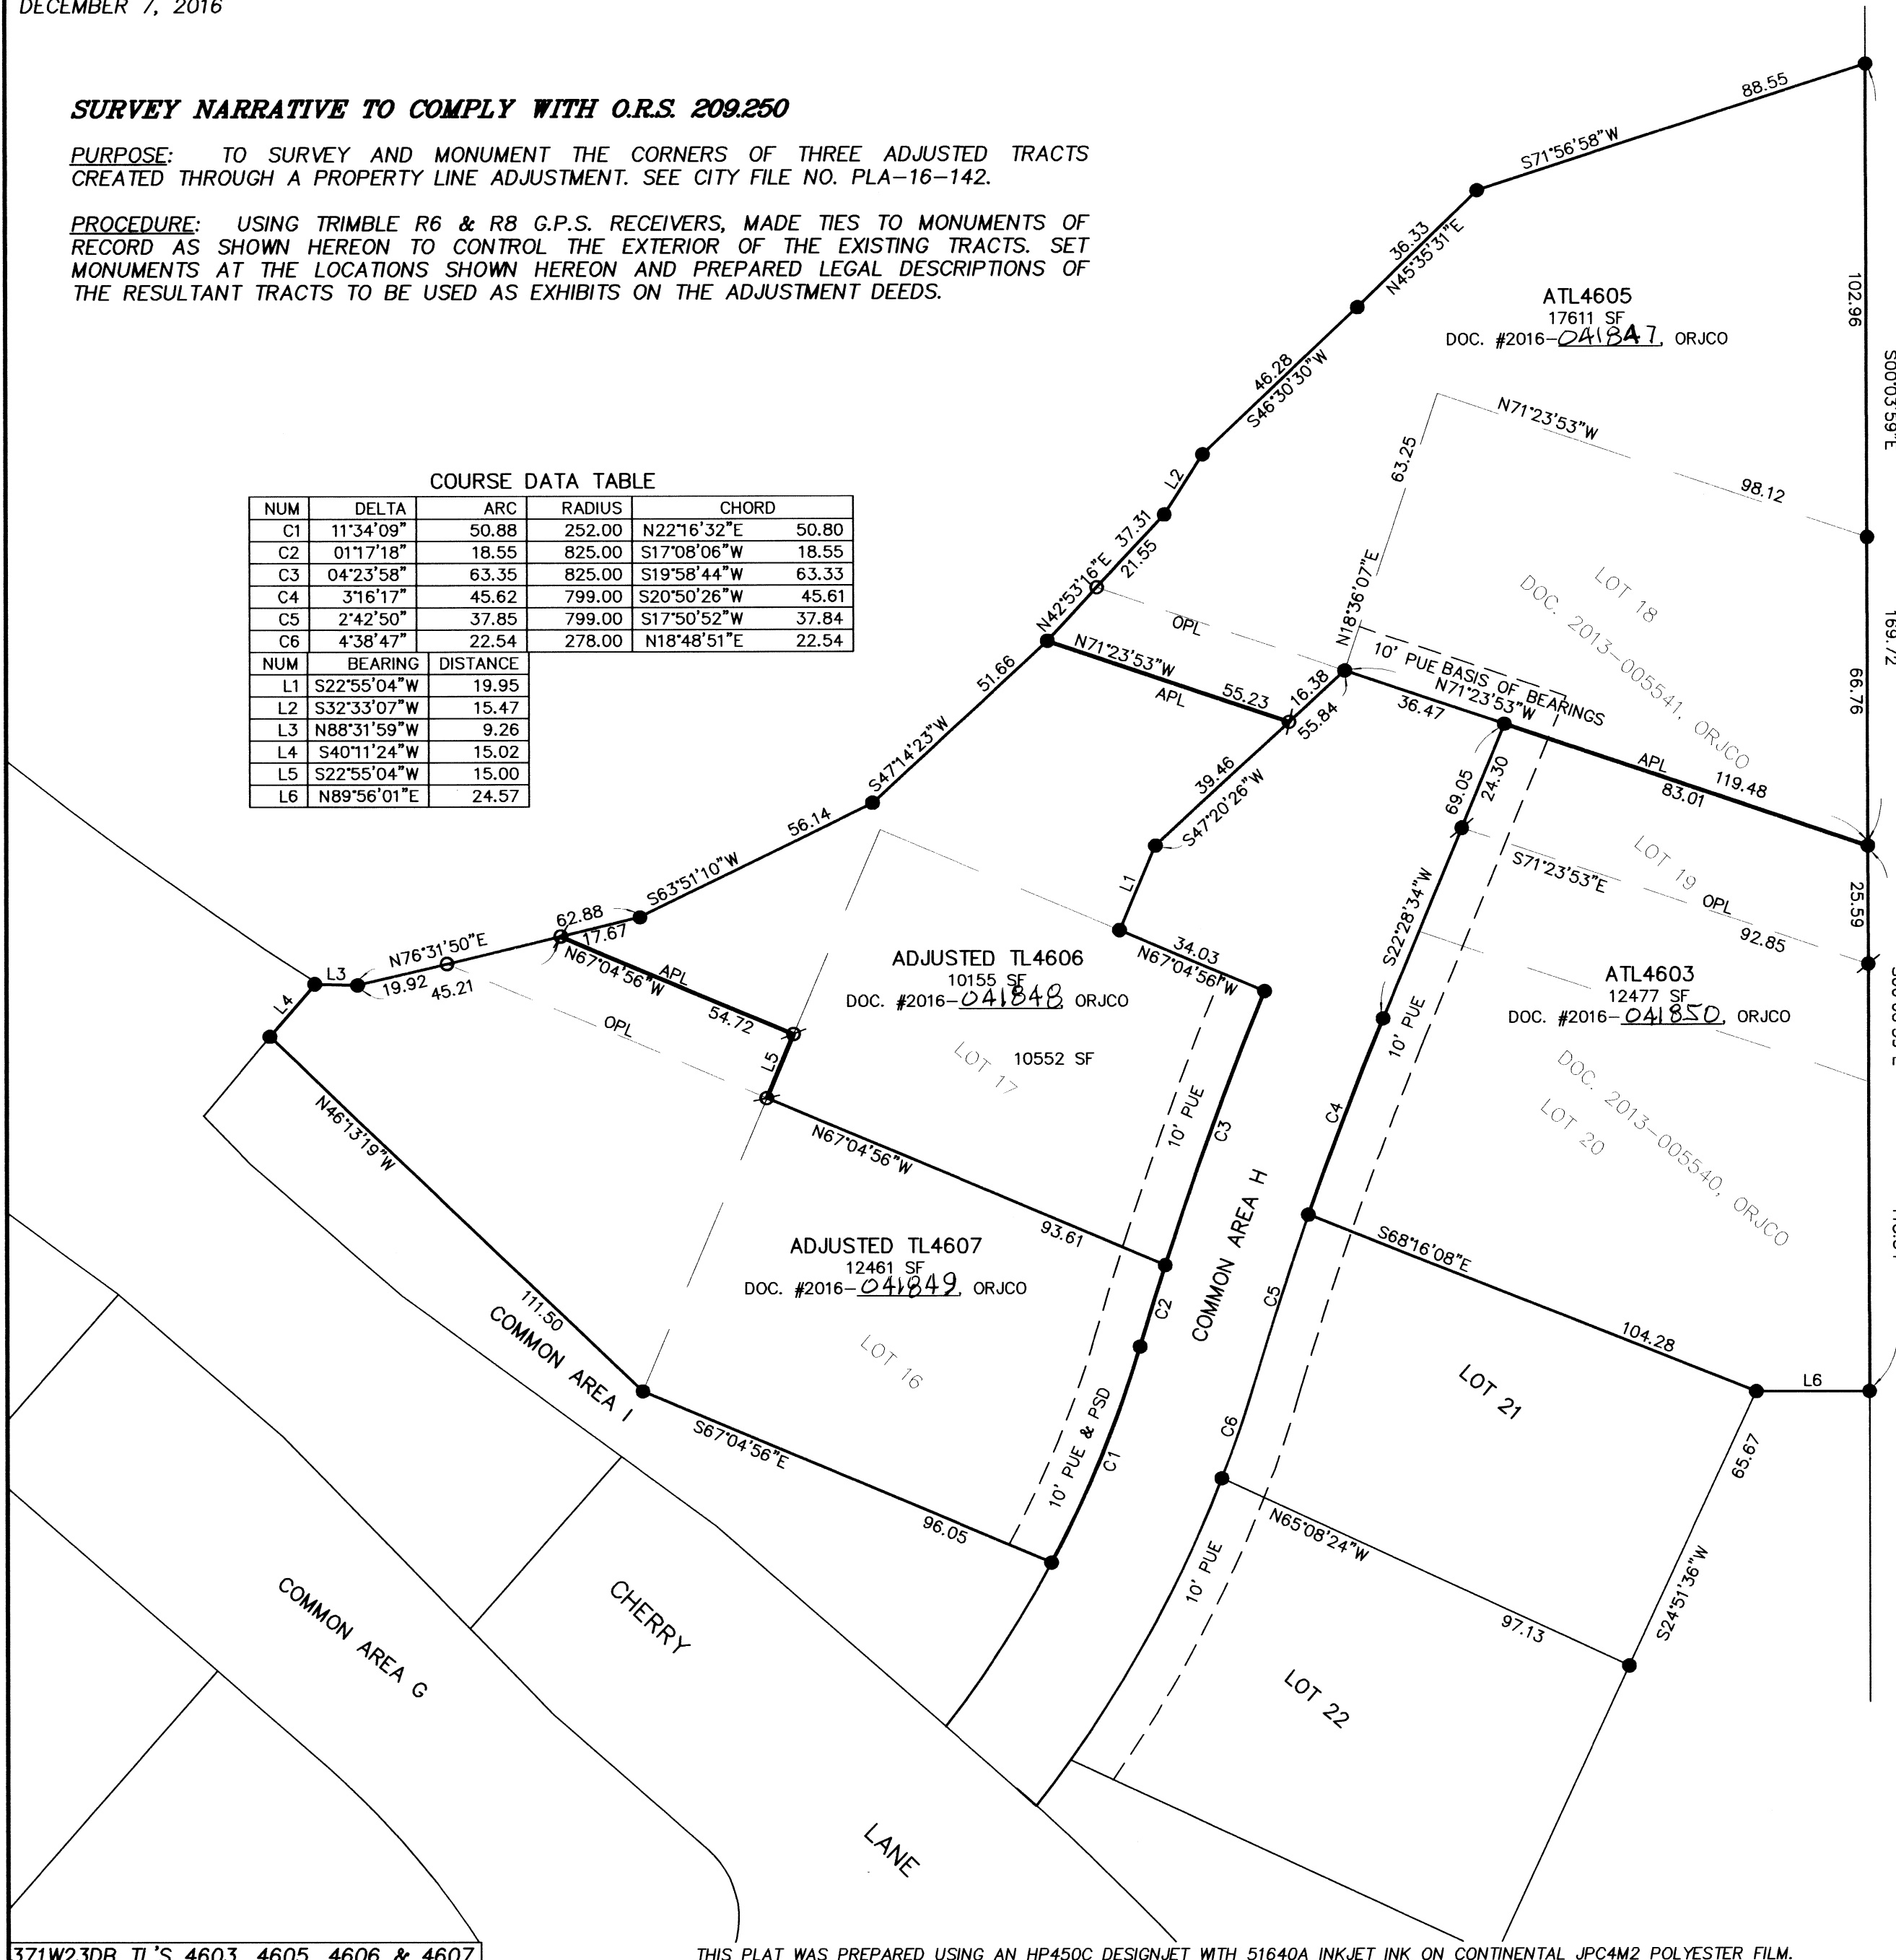 DECEMBER 7, 2016
SURVEY NARRATIVE TO COMPLY WITH O.R.S. 209.250
PURPOSE: TO SURVEY AND MONUMENT THE CORNERS OF THREE ADJUSTED TRACTS
CREATED THROUGH A PROPERTY LINE ADJUSTMENT. SEE CITY FILE NO. PLA-16-142.
PROCEDURE: USING TRIMBLE R6 & R8 G.P.S. RECEIVERS, MADE TIES TO MONUMENTS OF
RECORD AS SHOWN HEREON TO CONTROL THE EXTERIOR OF THE EXISTING TRACTS. SET
MONUMENTS AT THE LOCATIONS SHOWN HEREON AND PREPARED LEGAL DESCRIPTIONS OF
THE RESULTANT TRACTS TO BE USED AS EXHIBITS ON THE ADJUSTMENT DEEDS.
COURSE DATA TABLE
NUM DELTA ARC RADIUS CHORD
C1 11°34'09" 50.88 252.00 N22°16'32"E 50.80
C2 01°17'18" 18.55 825.00 S17°08'06"W 18.55
C3 04°23'58" 63.35 825.00 S19°58'44"W 63.33
C4 3°16'17" 45.62 799.00 S20°50'26"W 45.61
C5 2°42'50" 37.85 799.00 S17°50'52"W 37.84
C6 4°38'47" 22.54 278.00 N18°48'51"E 22.54
NUM BEARING DISTANCE
L1 S22°55'04"W 19.95
L2 S32°33'07"W 15.47
L3 N88°31'59"W 9.26
L4 S40°11'24"W 15.02
L5 S22°55'04"W 15.00
L6 N89°56'01"E 24.57
88.55
S71°56'58"W
36.33
N45°35'31"E
46.28
S46°30'30"W
L2
37.31
21.55
N42°53'16"E
51.66
S47°14'23"W
56.14
S63°51'10"W
62.88
17.67
N76°31'50"E
19.92
45.21
L3
L4
102.96
S00°03'59"E
169.72
66.76
25.59
ATL4605
17611 SF
DOC. #2016-041847, ORJCO
N71°23'53"W
98.12
63.25
N18°36'07"E
LOT 18
DOC. 2013-005541, ORJCO
OPL
10' PUE
BASIS OF BEARINGS
N71°23'53"W
36.47
N71°23'53"W
APL
55.23
16.38
55.84
39.46
S47°20'26"W
L1
APL
119.48
83.01
69.05
24.30
S22°28'34"W
LOT 19
S71°23'53"E
OPL
92.85
ATL4603
12477 SF
DOC. #2016-041850, ORJCO
DOC. 2013-005540, ORJCO
LOT 20
10' PUE
C4
34.03
N67°04'56"W
ADJUSTED TL4606
10155 SF
DOC. #2016-041848, ORJCO
LOT 17
10552 SF
N67°04'56"W
APL
54.72
L5
OPL
10' PUE
C3
COMMON AREA H
N67°04'56"W
93.61
ADJUSTED TL4607
12461 SF
DOC. #2016-041849, ORJCO
LOT 16
C2
C5
N46°13'19"W
111.50
COMMON AREA I
S67°04'56"E
96.05
10' PUE & PSD
C1
C6
S68°16'08"E
104.28
L6
LOT 21
65.67
S24°51'36"W
N65°08'24"W
97.13
10' PUE
LOT 22
COMMON AREA G
CHERRY
LANE
371W23DB TL'S 4603, 4605, 4606 & 4607
THIS PLAT WAS PREPARED USING AN HP450C DESIGNJET WITH 51640A INKJET INK ON CONTINENTAL JPC4M2 POLYESTER FILM.